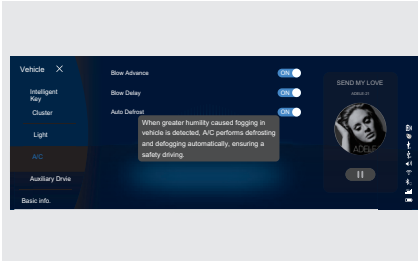 Vehicle
Intelligent
Key
Cluster
Light
A/C
Auxiliary Drvie
Basic info.
Blow Advance
ON
Blow Delay
ON
Auto Defrost
ON
When greater humility caused fogging in
vehicle is detected, A/C performs defrosting
and defogging automatically, ensuring a
safety driving.
SEND MY LOVE
ADELE 21
ADELE